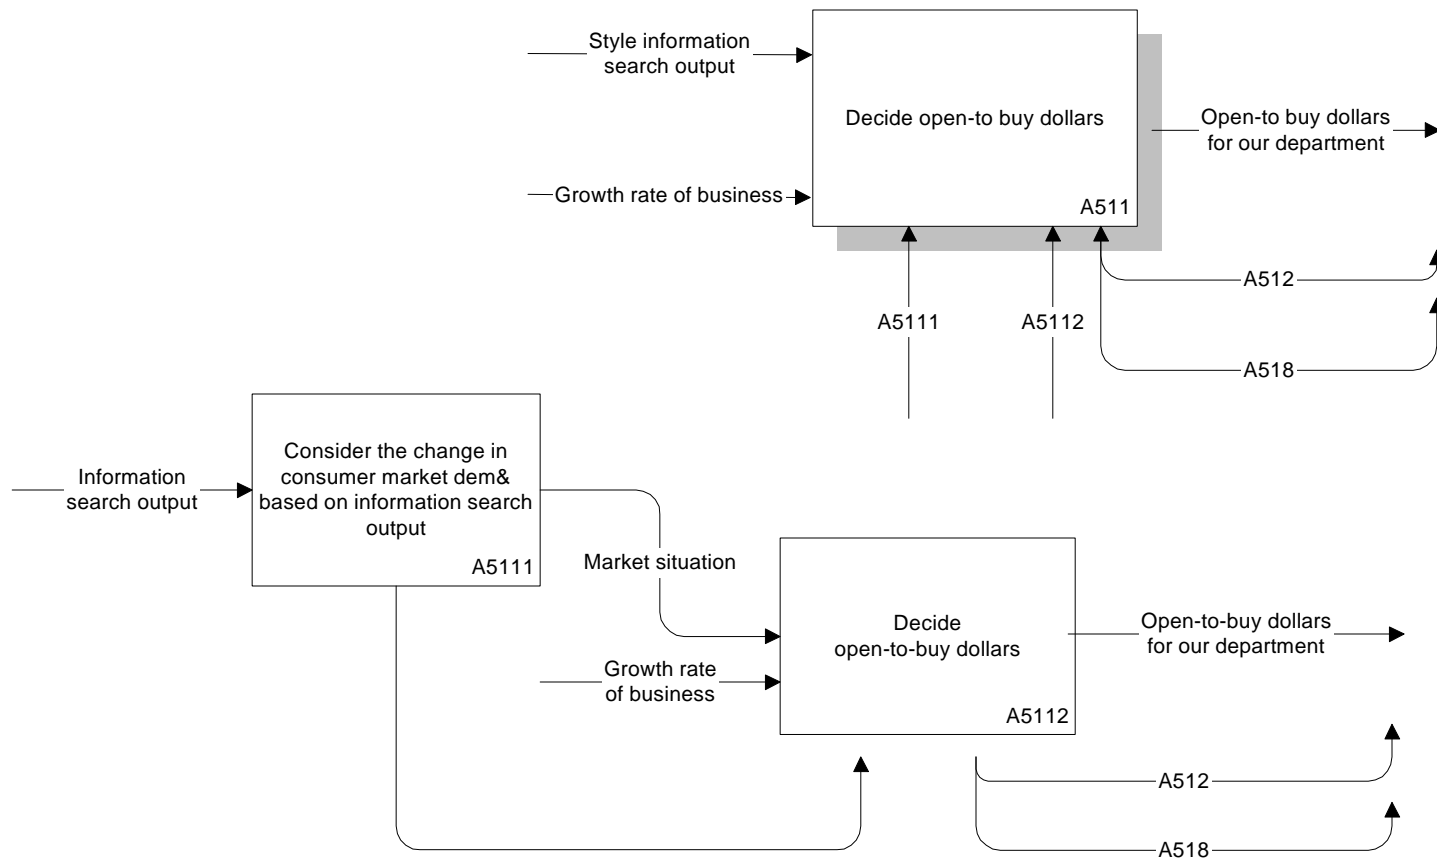 Style information
search output
Decide open-to buy dollars
Open-to buy dollars
for our department
Growth rate of business
A511
A512
A5111
A5112
A518
Consider the change in
consumer market dem&
based on information search
output
Information
search output
A5111
Market situation
Decide
open-to-buy dollars
Open-to-buy dollars
for our department
Growth rate
of business
A5112
A512
A518